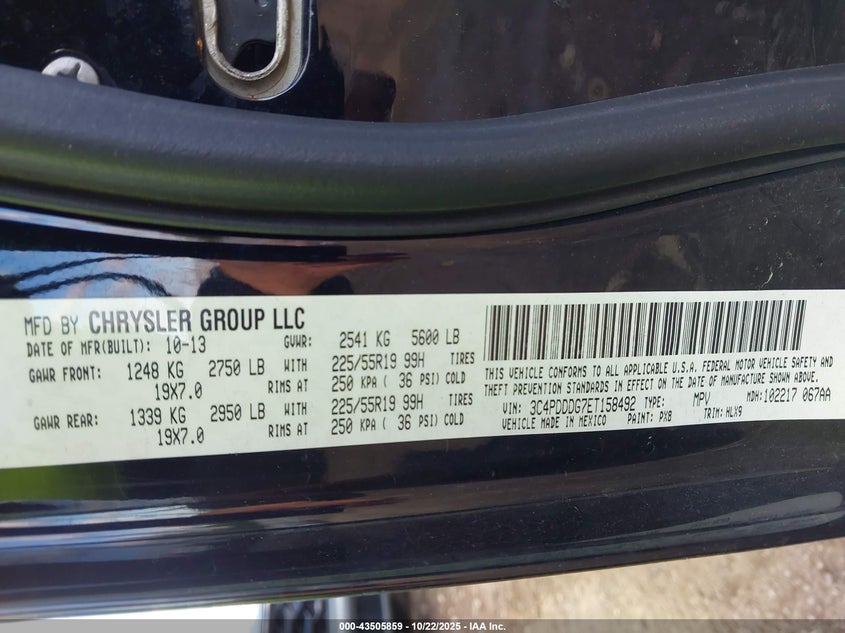 MFD BY CHRYSLER GROUP LLC
DATE OF MFR(BUILT): 10-13 GVWR: 2541 KG 5600 LB
GAWR FRONT: 1248 KG 2750 LB WITH 225/55R19 99H TIRES
19X7.0 RIMS AT 250 KPA ( 36 PSI) COLD
GAWR REAR: 1339 KG 2950 LB WITH 225/55R19 99H TIRES
19X7.0 RIMS AT 250 KPA ( 36 PSI) COLD
THIS VEHICLE CONFORMS TO ALL APPLICABLE U.S.A. FEDERAL MOTOR VEHICLE SAFETY AND
THEFT PREVENTION STANDARDS IN EFFECT ON THE DATE OF MANUFACTURE SHOWN ABOVE.
VIN: 3C4PDDDG7ET158492 TYPE: MPV MDH: 102217 067AA
VEHICLE MADE IN MEXICO PAINT: PX8 TRIM: HLX9
000-43505859 - 10/22/2025 - IAA Inc.